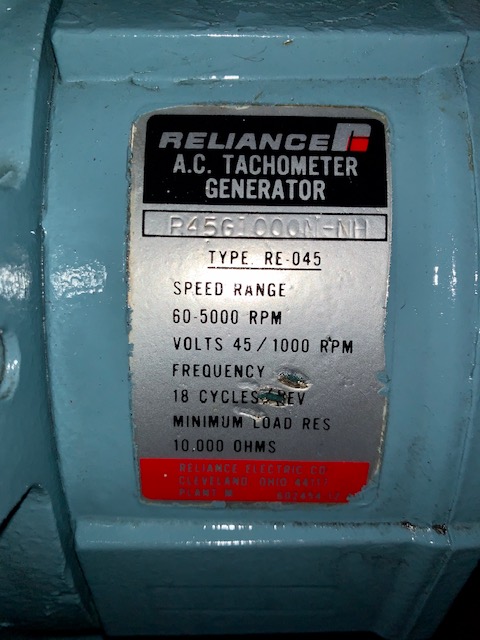 RELIANCE
A.C. TACHOMETER
GENERATOR
R45G1000N-NH
TYPE RE-045
SPEED RANGE
60-5000 RPM
VOLTS 45/1000 RPM
FREQUENCY
18 CYCLES/REV
MINIMUM LOAD RES
10,000 OHMS
RELIANCE ELECTRIC CO.
CLEVELAND, OHIO
PLANT M